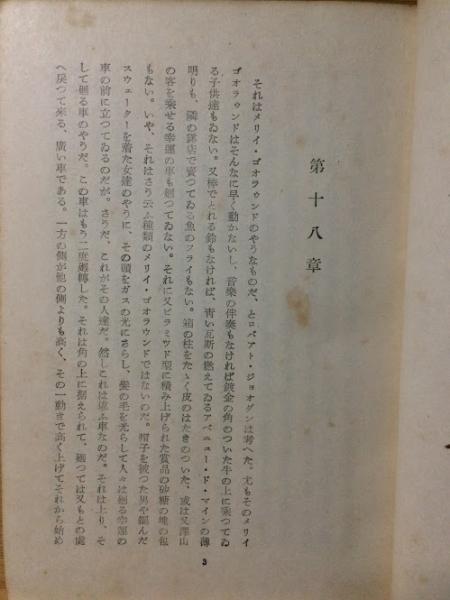 第十八章
それはメリイ・ゴオラウンドのやうなものだ、とロバアト・ジョオダンは考へた。尤もそのメリイ
ゴオラウンドはそんなに早く動かないし、音樂の伴奏もなければ鍍金の角のついた牛の上に乘つてゐ
る子供達もゐない。又棒でとれる鈴もなければ、靑い瓦斯の燃えてゐるアベニュー・ド・マインの薄
明りも、隣の露店で賣つてゐる魚のフライもない。箱の柱をたゝく皮のはたきのついた、或は又澤山
の客を乘せる幸運の車も廻つてゐない。それに又ピラミッド型に積み上げられた賞品の砂糖の塊の包
もない。いや、それはさう云ふ種類のメリイ・ゴオラウンドではないのだ。帽子を被つた男や編んだ
スウェーターを着た女達のやうに、その頭をガスの光にさらし、髮の毛を光らして人々は廻る幸運の
車の前に立つてゐるのだが。さうだ、これがその人達だ。然しこれは違ふ車なのだ。それは上り、そ
して廻る車のやうだ。この車はもう二度廻轉した。それは角の上に据えられて、廻つては又もとの處
へ戾つて來る、廣い車である。一方の側が他の側よりも高く、その一動きで高く上げてそれから始め
3